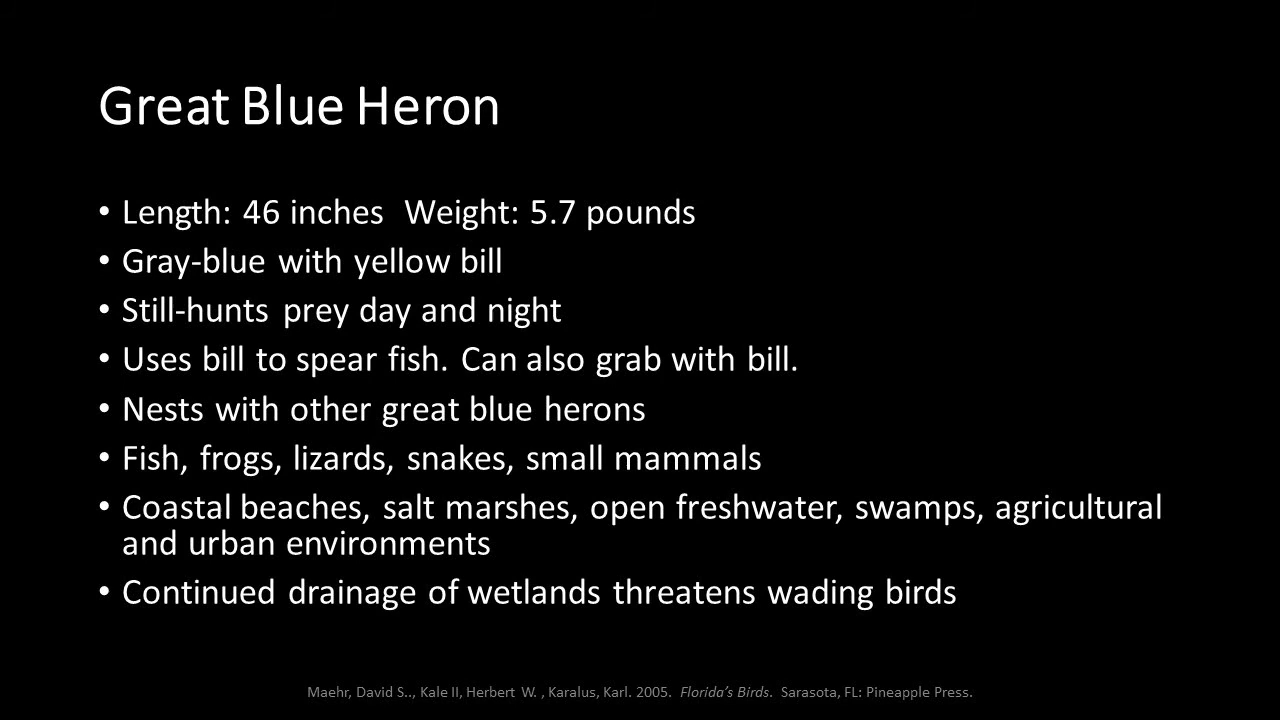 Great Blue Heron
• Length: 46 inches  Weight: 5.7 pounds
• Gray-blue with yellow bill
• Still-hunts prey day and night
• Uses bill to spear fish. Can also grab with bill.
• Nests with other great blue herons
• Fish, frogs, lizards, snakes, small mammals
• Coastal beaches, salt marshes, open freshwater, swamps, agricultural
and urban environments
• Continued drainage of wetlands threatens wading birds
Maehr, David S.., Kale II, Herbert W. , Karalus, Karl. 2005.  Florida’s Birds.  Sarasota, FL: Pineapple Press.